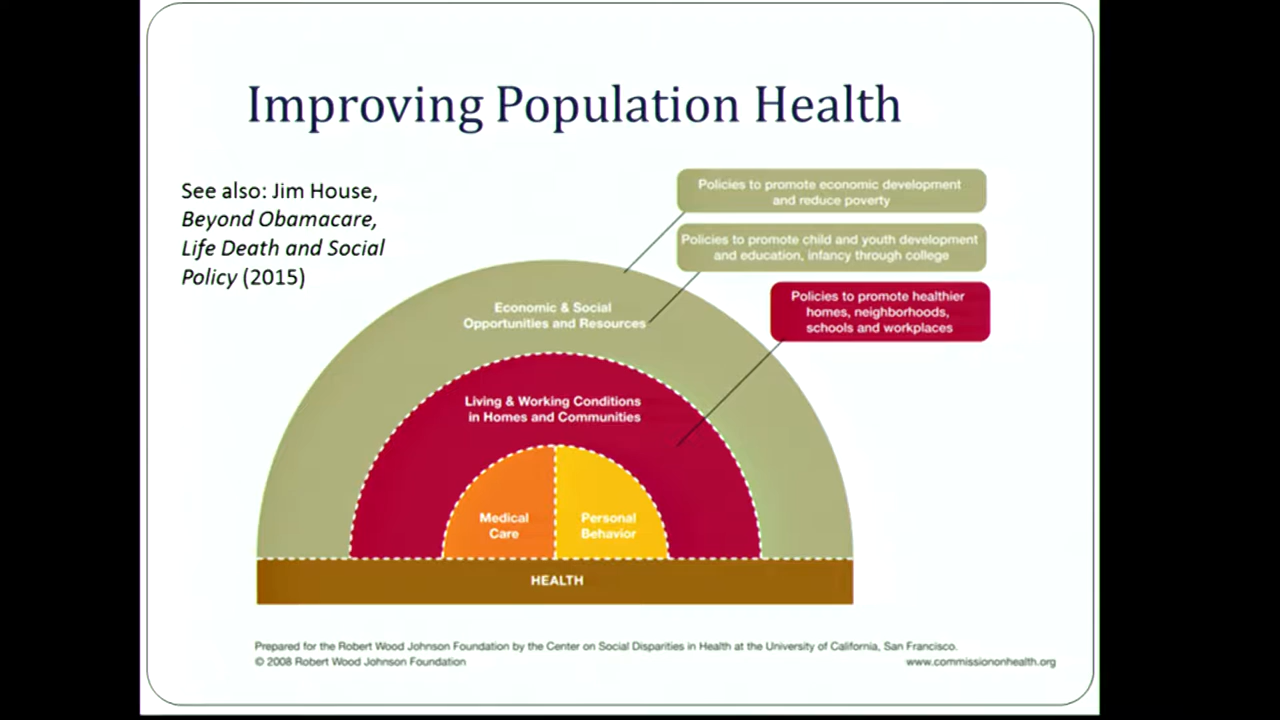 Improving Population Health
See also: Jim House,
Beyond Obamacare,
Life Death and Social
Policy (2015)
Policies to promote economic development
and reduce poverty
Policies to promote child and youth development
and education, infancy through college
Policies to promote healthier
homes, neighborhoods,
schools and workplaces
Economic & Social
Opportunities and Resources
Living & Working Conditions
in Homes and Communities
Medical
Care
Personal
Behavior
HEALTH
Prepared for the Robert Wood Johnson Foundation by the Center on Social Disparities in Health at the University of California, San Francisco.
© 2008 Robert Wood Johnson Foundation
www.commissiononhealth.org